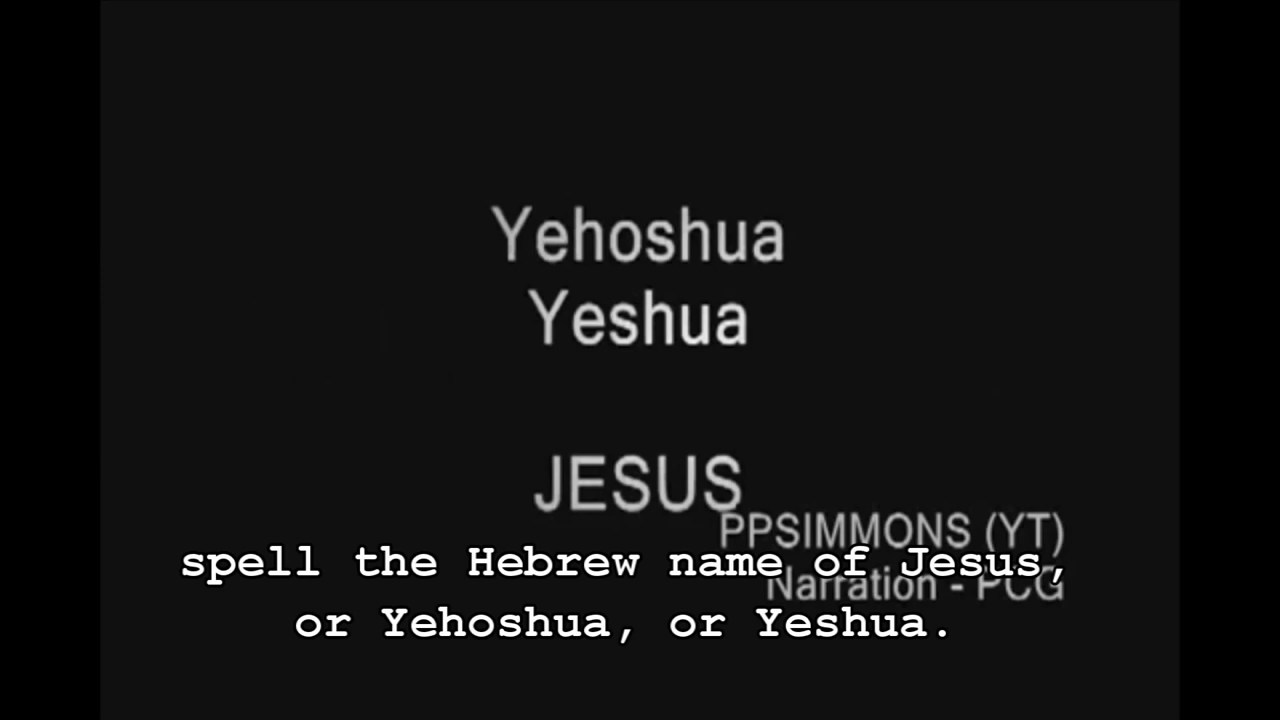 Yehoshua
Yeshua
JESUS
PPSIMMONS (YT)
spell the Hebrew name of Jesus,
Narration - PCG
or Yehoshua, or Yeshua.